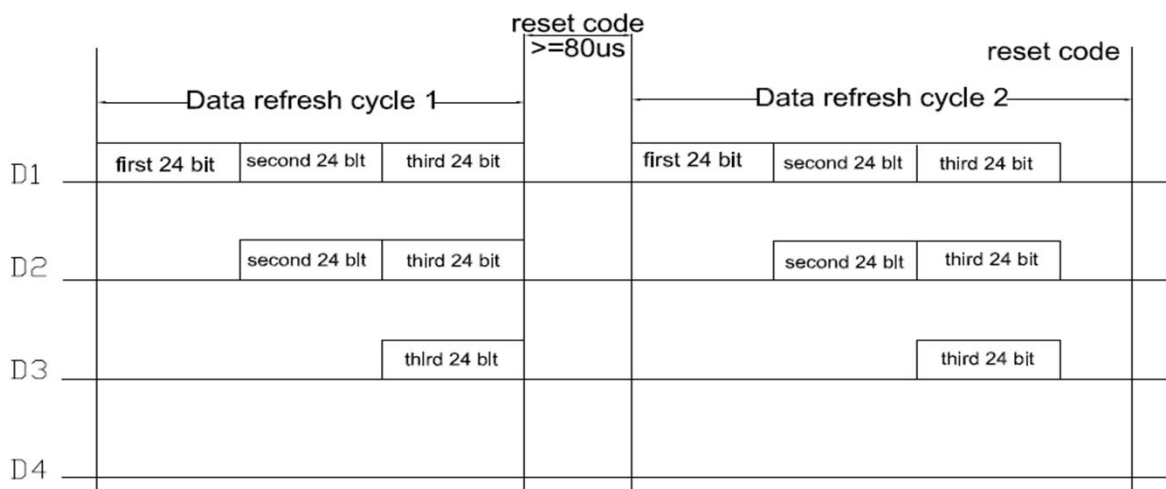 reset code
>=80us
reset code
Data refresh cycle 1
Data refresh cycle 2
D1
first 24 bit
second 24 blt
third 24 bit
first 24 bit
second 24 blt
third 24 bit
D2
second 24 blt
third 24 bit
second 24 blt
third 24 bit
D3
thlrd 24 blt
third 24 bit
D4